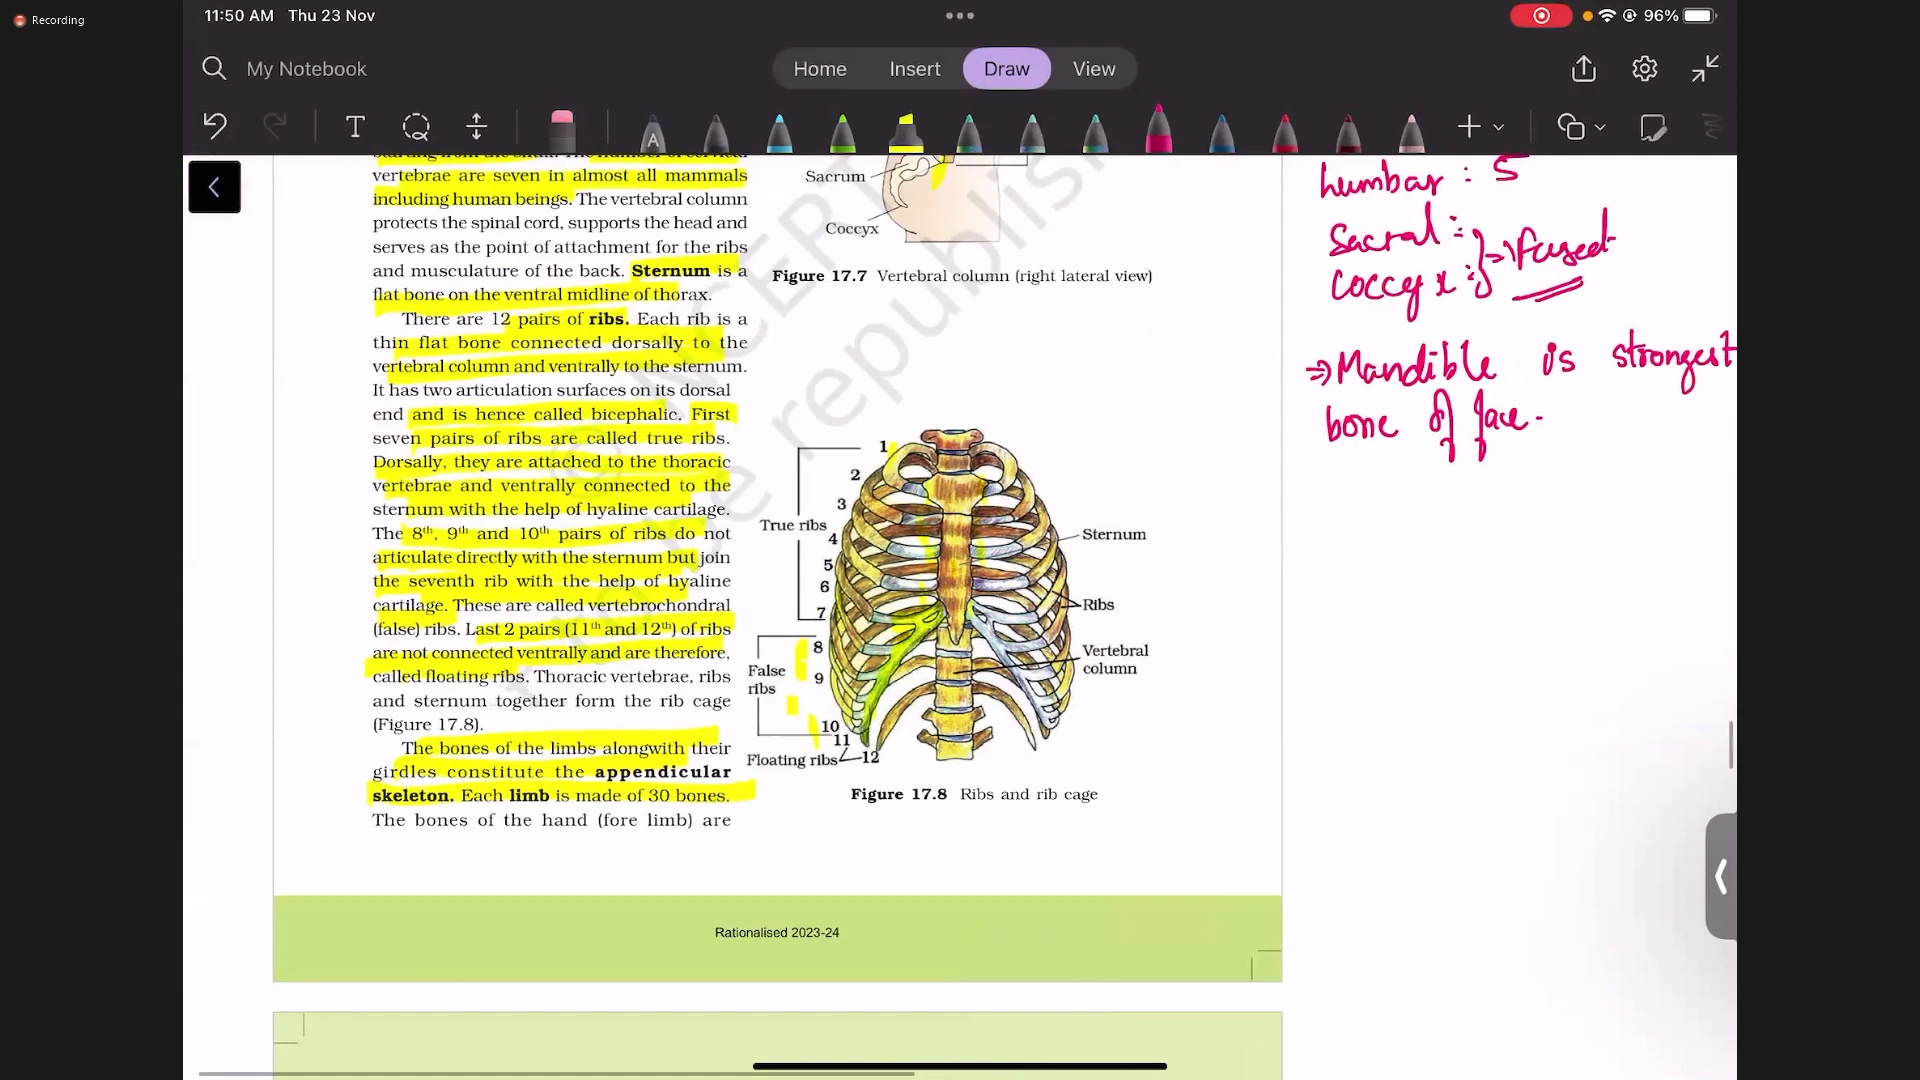 Recording
11:50 AM Thu 23 Nov
96%
My Notebook
Home Insert Draw View
T
A
starting from the skull. The number of cervical
vertebrae are seven in almost all mammals
including human beings. The vertebral column
protects the spinal cord, supports the head and
serves as the point of attachment for the ribs
and musculature of the back. Sternum is a
flat bone on the ventral midline of thorax.
There are 12 pairs of ribs. Each rib is a
thin flat bone connected dorsally to the
vertebral column and ventrally to the sternum.
It has two articulation surfaces on its dorsal
end and is hence called bicephalic. First
seven pairs of ribs are called true ribs.
Dorsally, they are attached to the thoracic
vertebrae and ventrally connected to the
sternum with the help of hyaline cartilage.
The 8th, 9th and 10th pairs of ribs do not
articulate directly with the sternum but join
the seventh rib with the help of hyaline
cartilage. These are called vertebrochondral
(false) ribs. Last 2 pairs (11th and 12th) of ribs
are not connected ventrally and are therefore,
called floating ribs. Thoracic vertebrae, ribs
and sternum together form the rib cage
(Figure 17.8).
The bones of the limbs alongwith their
girdles constitute the appendicular
skeleton. Each limb is made of 30 bones.
The bones of the hand (fore limb) are
Sacrum
Coccyx
Figure 17.7 Vertebral column (right lateral view)
© NCERT
be republish
1
2
3
True ribs
4
5
6
7
8
False
ribs
9
10
11
Floating ribs 12
Sternum
Ribs
Vertebral
column
Figure 17.8 Ribs and rib cage
Lumbar : 5
Sacral :
Coccyx :
} → Fused
⇒ Mandible is strongest
bone of face.
Rationalised 2023-24